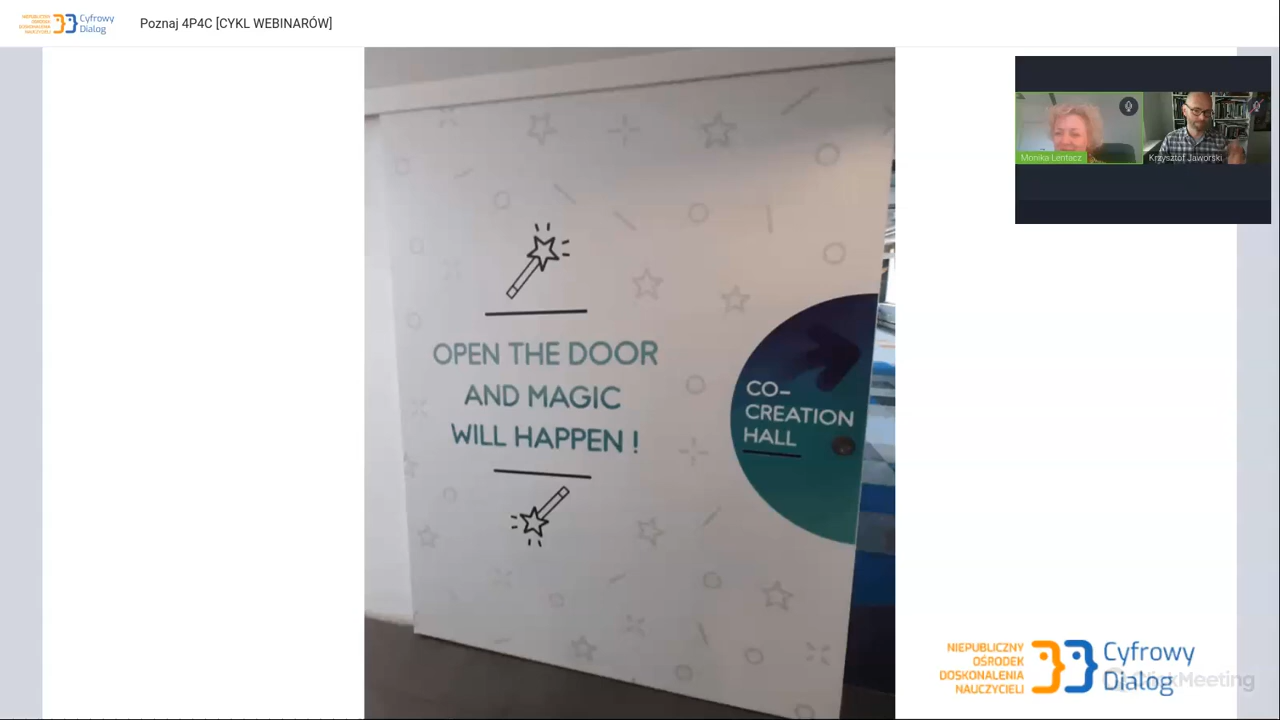 NIEPUBLICZNY
OŚRODEK
DOSKONALENIA
NAUCZYCIELI
Cyfrowy
Dialog
Poznaj 4P4C [CYKL WEBINARÓW]
Monika Lentacz
Krzysztof Jaworski
OPEN THE DOOR
AND MAGIC
WILL HAPPEN !
CO-
CREATION
HALL
NIEPUBLICZNY
OŚRODEK
DOSKONALENIA
NAUCZYCIELI
Cyfrowy
Dialog
ClickMeeting